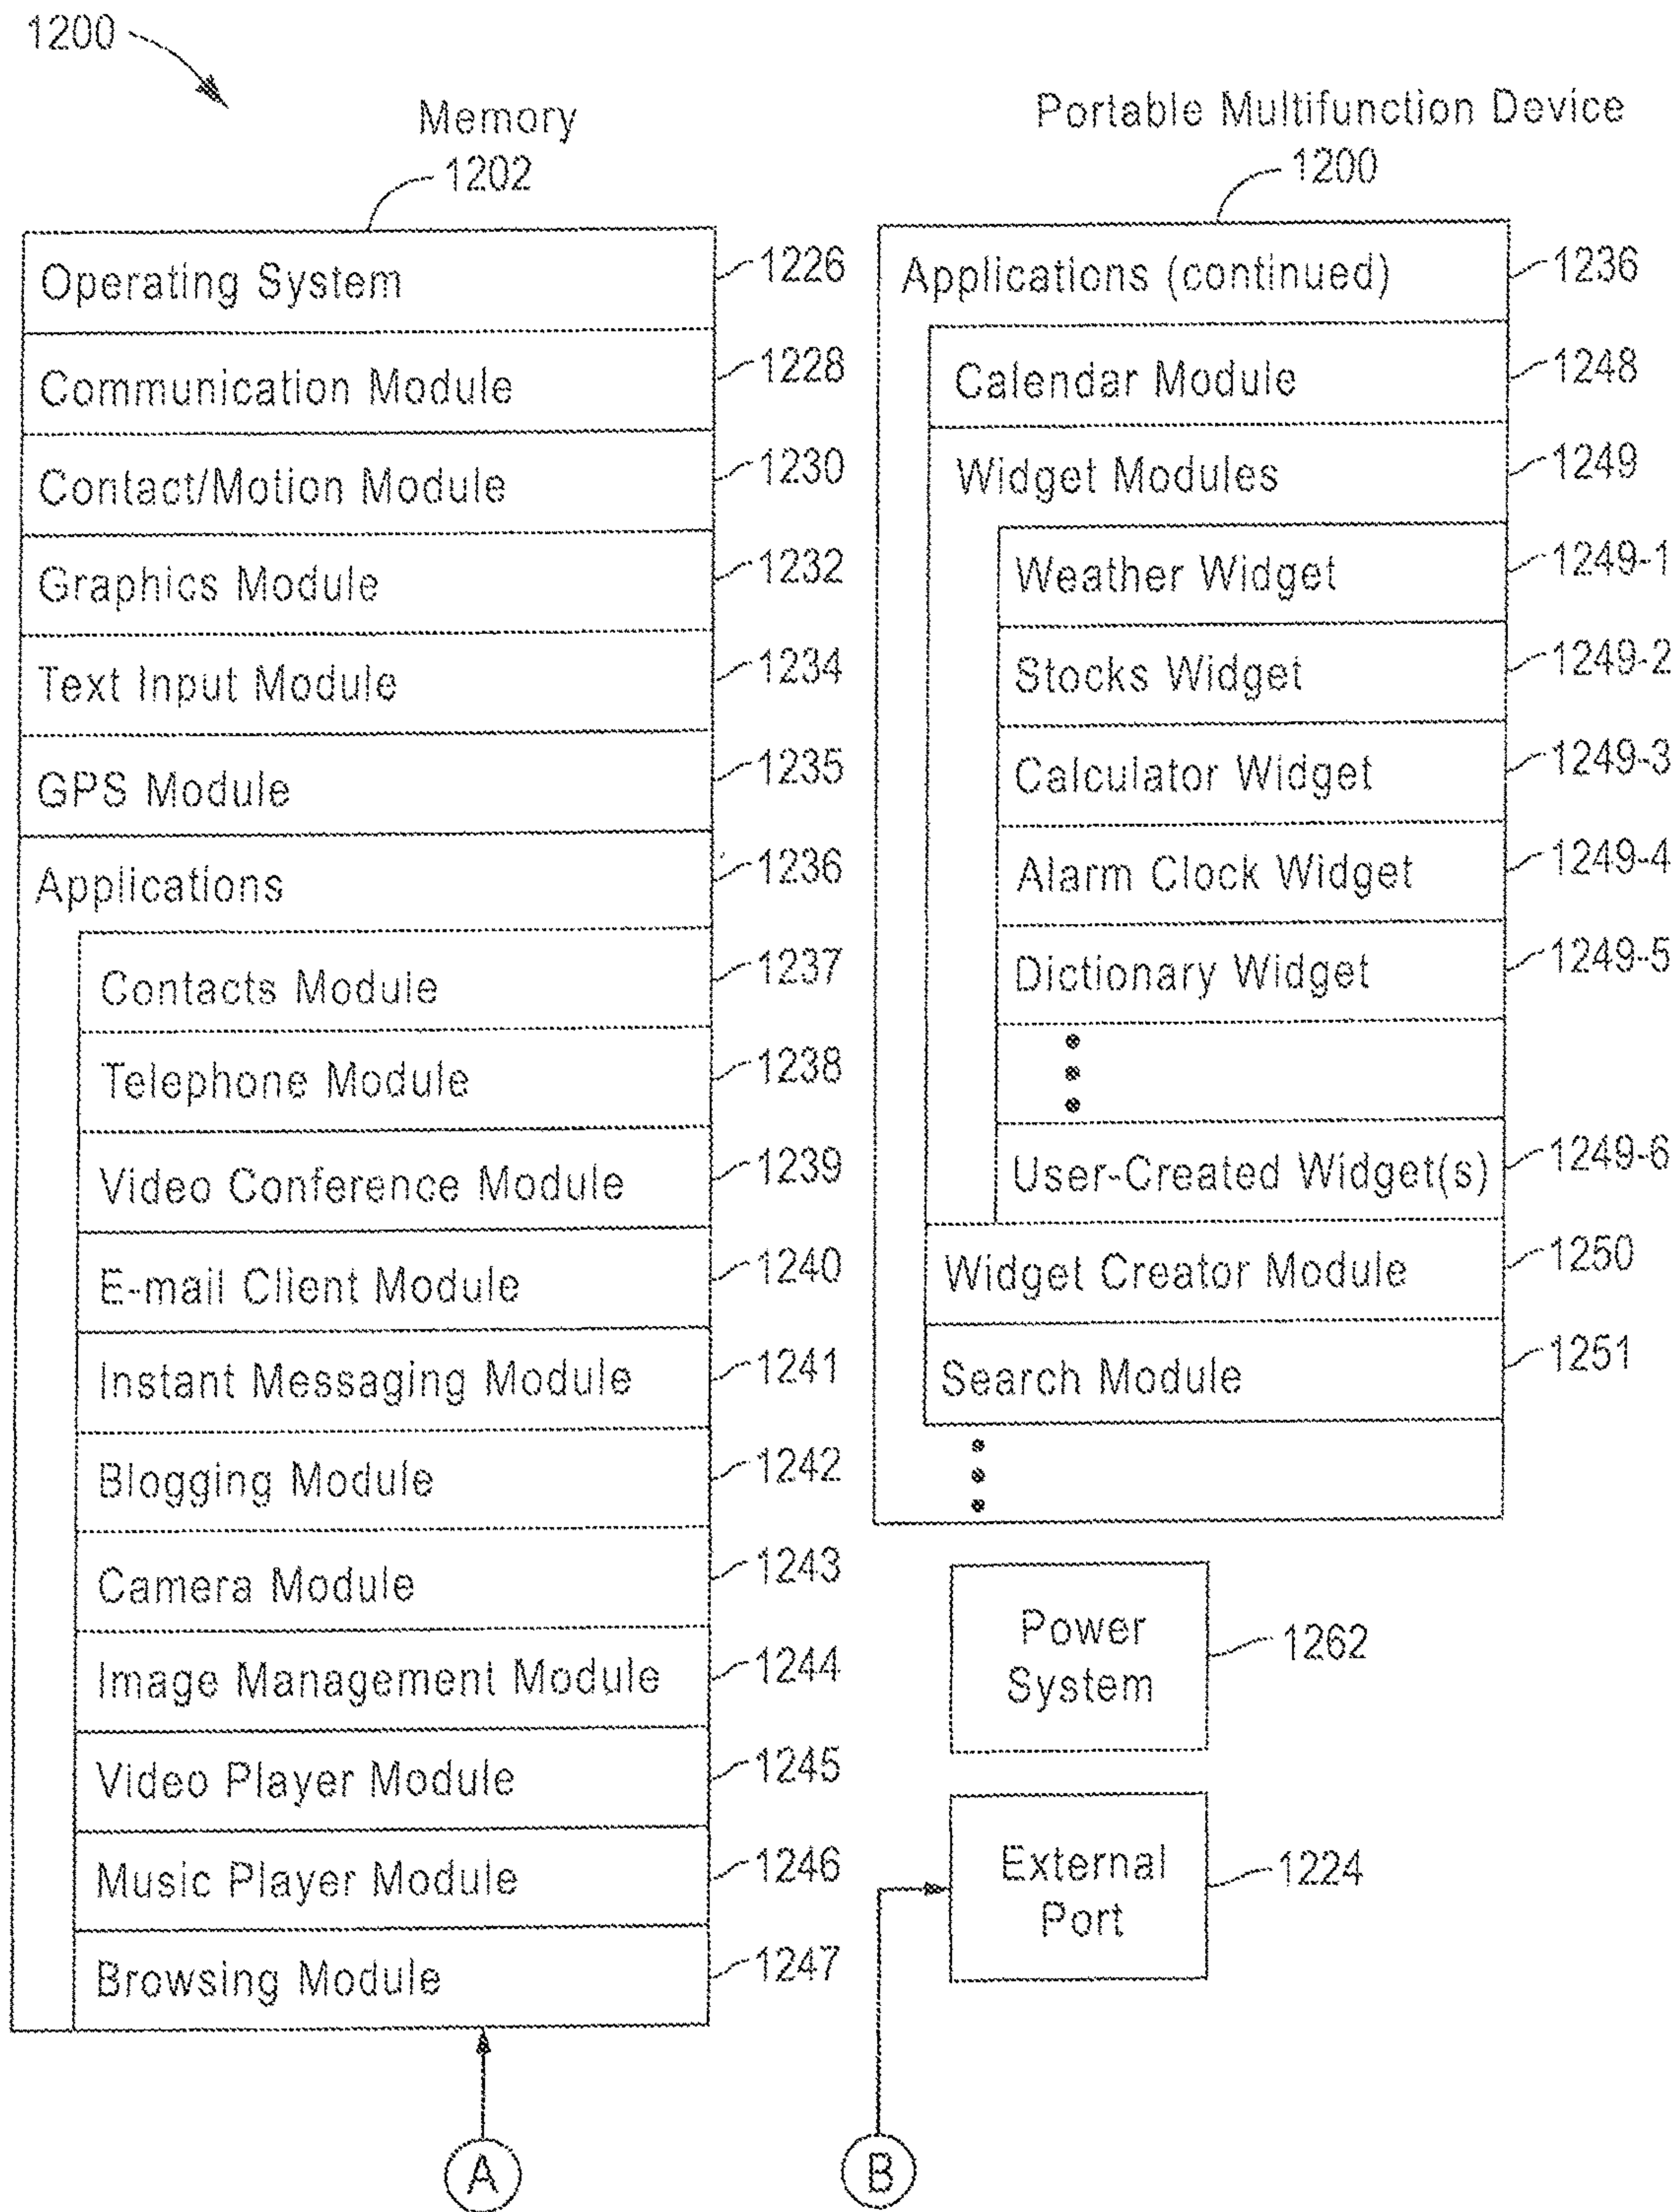 1200
Memory
1202
Operating System 1226
Communication Module 1228
Contact/Motion Module 1230
Graphics Module 1232
Text Input Module 1234
GPS Module 1235
Applications 1236
Contacts Module 1237
Telephone Module 1238
Video Conference Module 1239
E-mail Client Module 1240
Instant Messaging Module 1241
Blogging Module 1242
Camera Module 1243
Image Management Module 1244
Video Player Module 1245
Music Player Module 1246
Browsing Module 1247
A
Portable Multifunction Device
1200
Applications (continued) 1236
Calendar Module 1248
Widget Modules 1249
Weather Widget 1249-1
Stocks Widget 1249-2
Calculator Widget 1249-3
Alarm Clock Widget 1249-4
Dictionary Widget 1249-5
User-Created Widget(s) 1249-6
Widget Creator Module 1250
Search Module 1251
Power
System
1262
External
Port
1224
B